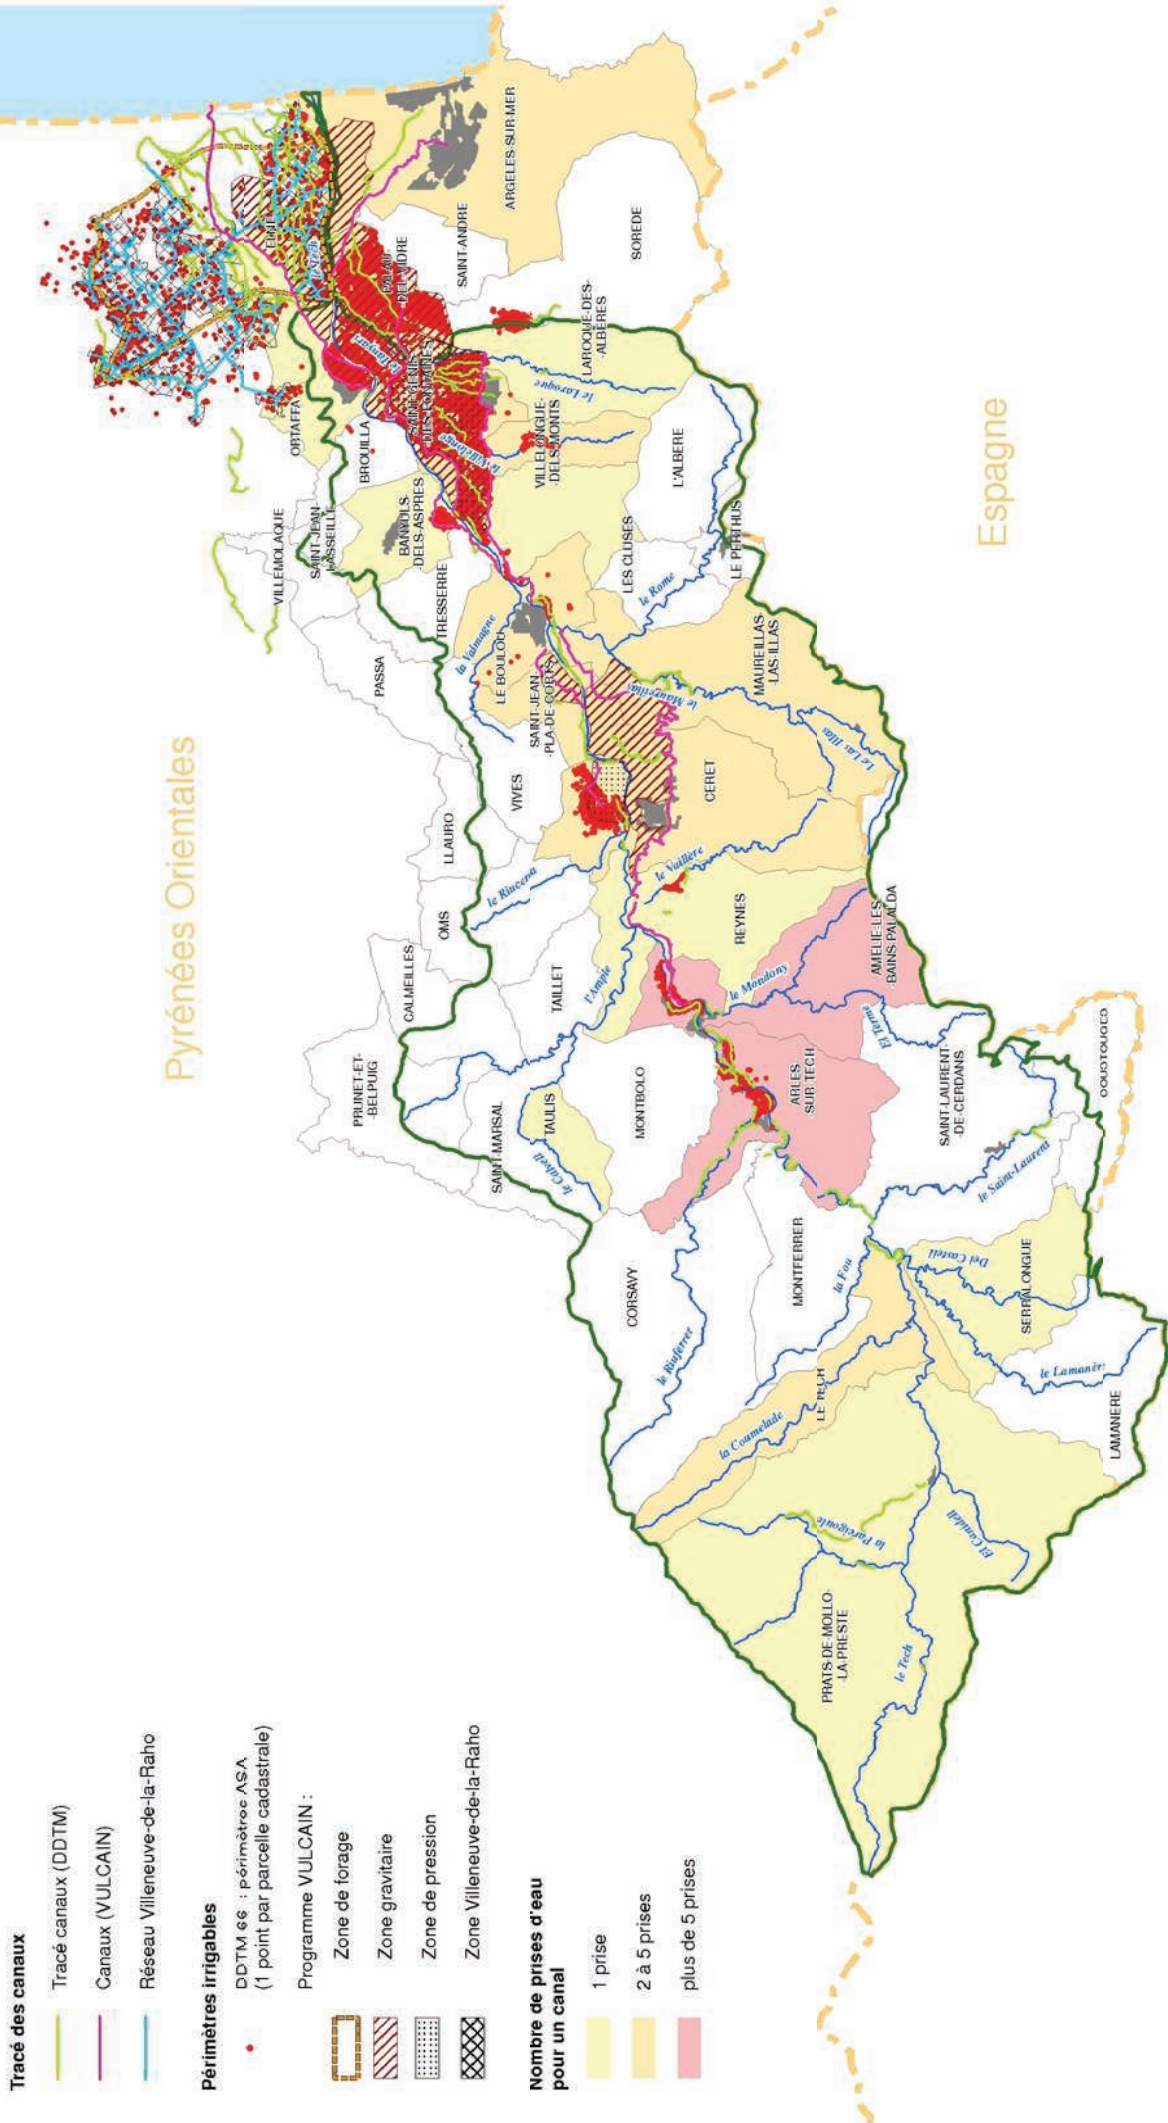 Tracé des canaux
Tracé canaux (DDTM)
Canaux (VULCAIN)
Réseau Villeneuve-de-la-Raho
Périmètres irrigables
DDTM 66 : périmètres ASA
(1 point par parcelle cadastrale)
Programme VULCAIN :
Zone de forage
Zone gravitaire
Zone de pression
Zone Villeneuve-de-la-Raho
Nombre de prises d'eau
pour un canal
1 prise
2 à 5 prises
plus de 5 prises
Pyrénées Orientales
Espagne
PRATS-DE-MOLLO-
-LA-PRESTE
le Tech
la Parcigoule
El Canidell
la Coumelade
LE TECH
LAMANERE
le Lamanèr
SERRALONGUE
Del Castell
la Fou
MONTFERRER
CORSAVY
le Riuferrer
le Saint-Laurent
SAINT-LAURENT-
-DE-CERDANS
COUSTOUGES
El Terme
ARLES-
-SUR-TECH
MONTBOLO
TAULIS
le Calvell
SAINT-MARSAL
PRUNET-ET-
-BELPUIG
CALMEILLES
TAILLET
l'Ample
OMS
LLAURO
le Mondony
AMELIE-LES-
-BAINS-PALALDA
REYNES
le Vaillère
CERET
le Riucerd
VIVES
SAINT-JEAN-
-PLA-DE-CORTS
LE BOULOU
la Valmagne
le Maureillas
Le Las Illas
MAUREILLAS-
-LAS-ILLAS
le Rome
LES CLUSES
LE PERTHUS
L'ALBERE
PASSA
TRESSERRE
VILLEMOLAQUE
SAINT-JEAN-
-LASSEILLE
BANYULS-
-DELS-ASPRES
BROUILLA
ORTAFFA
VILLELONGUE-
-DELS-MONTS
le Villelongue
le Laroque
LAROQUE-DES-
-ALBERES
SAINT-GENIS-
-DES-FONTAINES
le Tanyari
PALAU-
-DEL-VIDRE
SAINT-ANDRE
SOREDE
ARGELES-SUR-MER
ELNE
le Tech